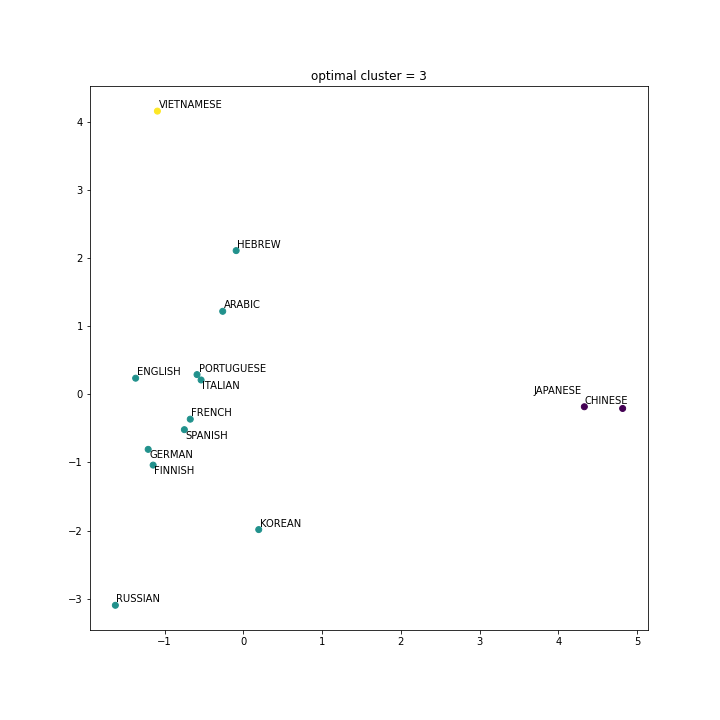 optimal cluster = 3
VIETNAMESE
4
3
HEBREW
2
ARABIC
1
PORTUGUESE
ENGLISH
ITALIAN
0
JAPANESE
CHINESE
FRENCH
SPANISH
GERMAN
−1
FINNISH
KOREAN
−2
RUSSIAN
−3
−1 0 1 2 3 4 5